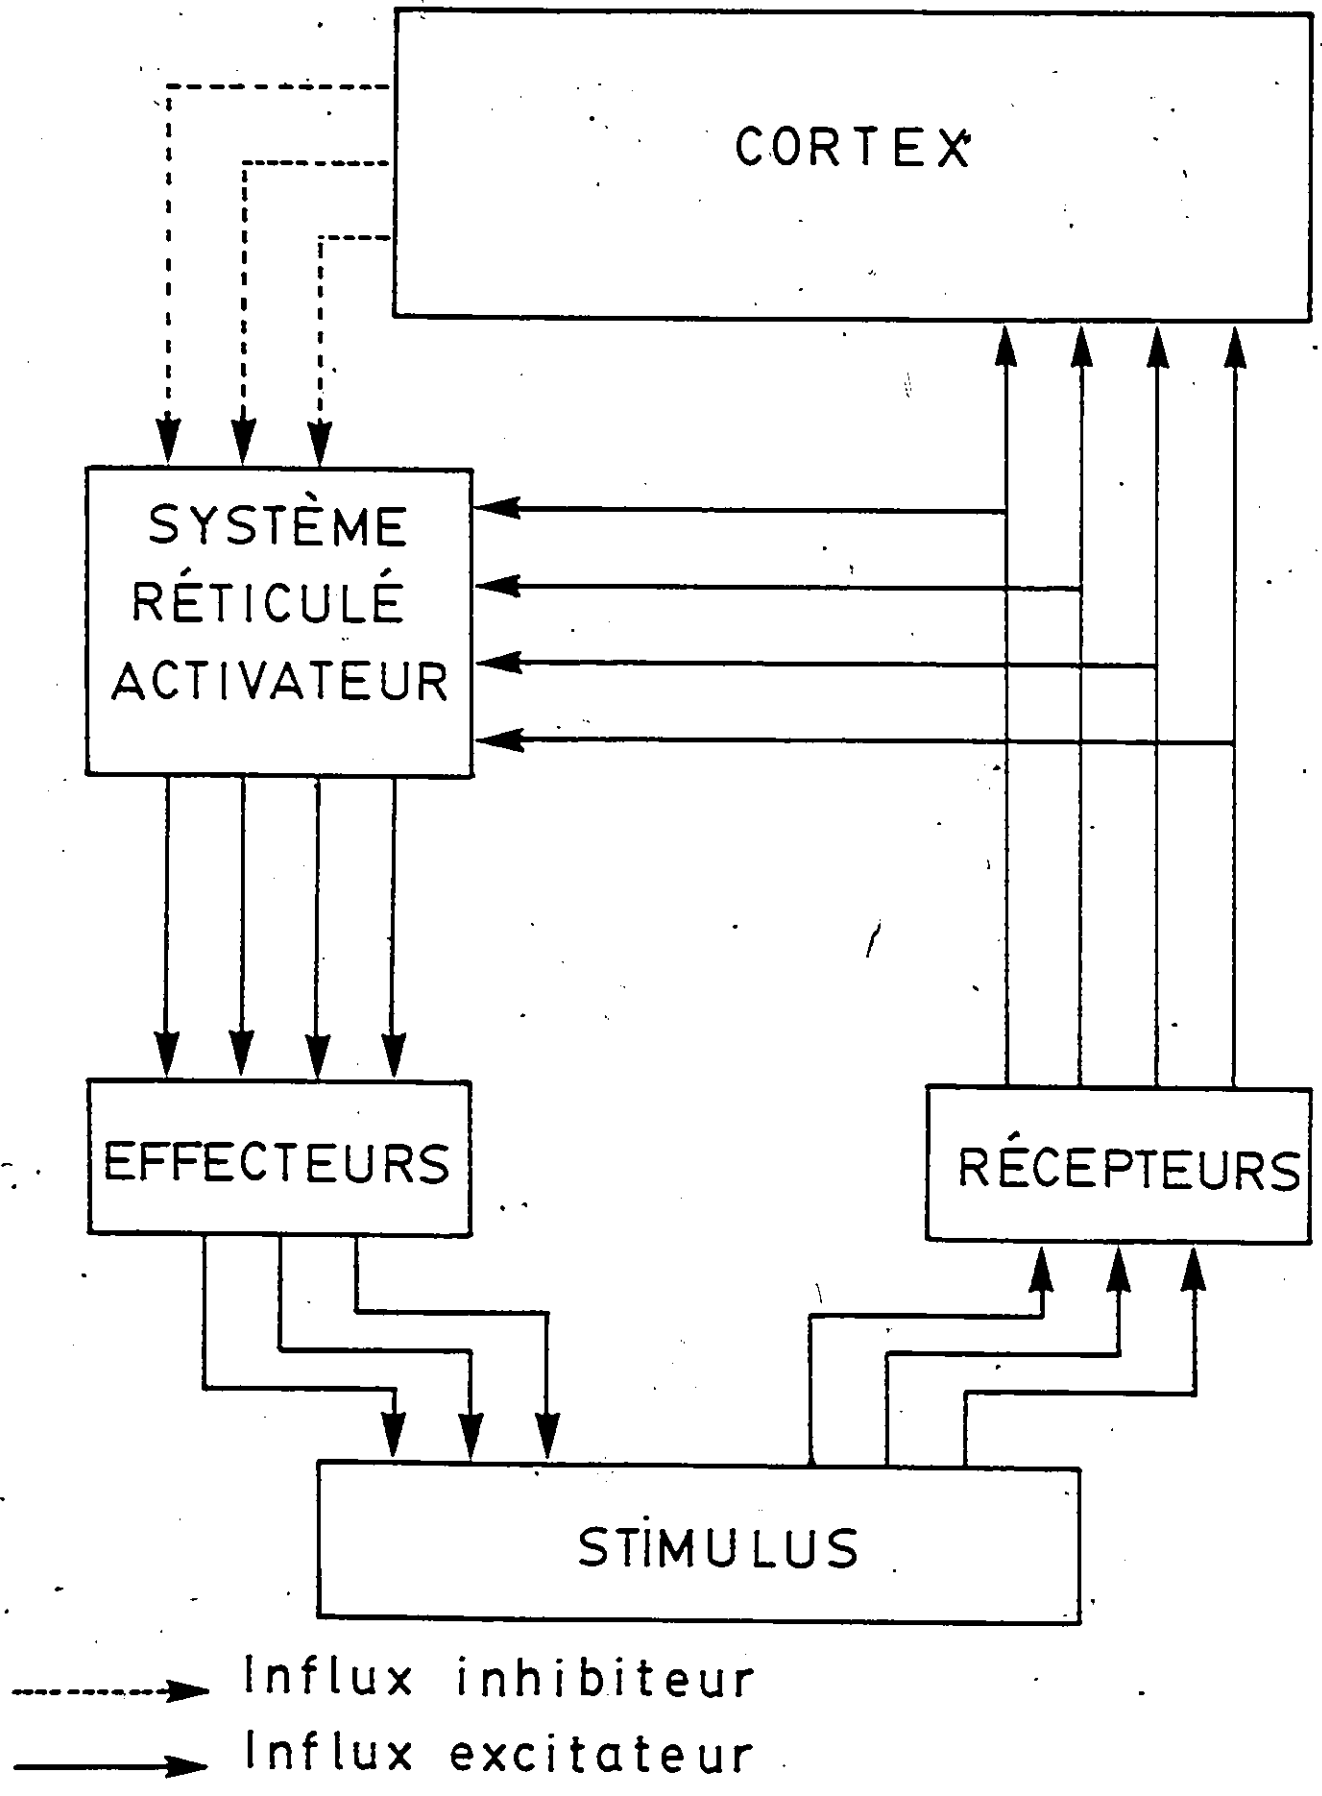 CORTEX
SYSTÈME
RÉTICULÉ
ACTIVATEUR
EFFECTEURS
RÉCEPTEURS
STIMULUS
Influx inhibiteur
Influx excitateur